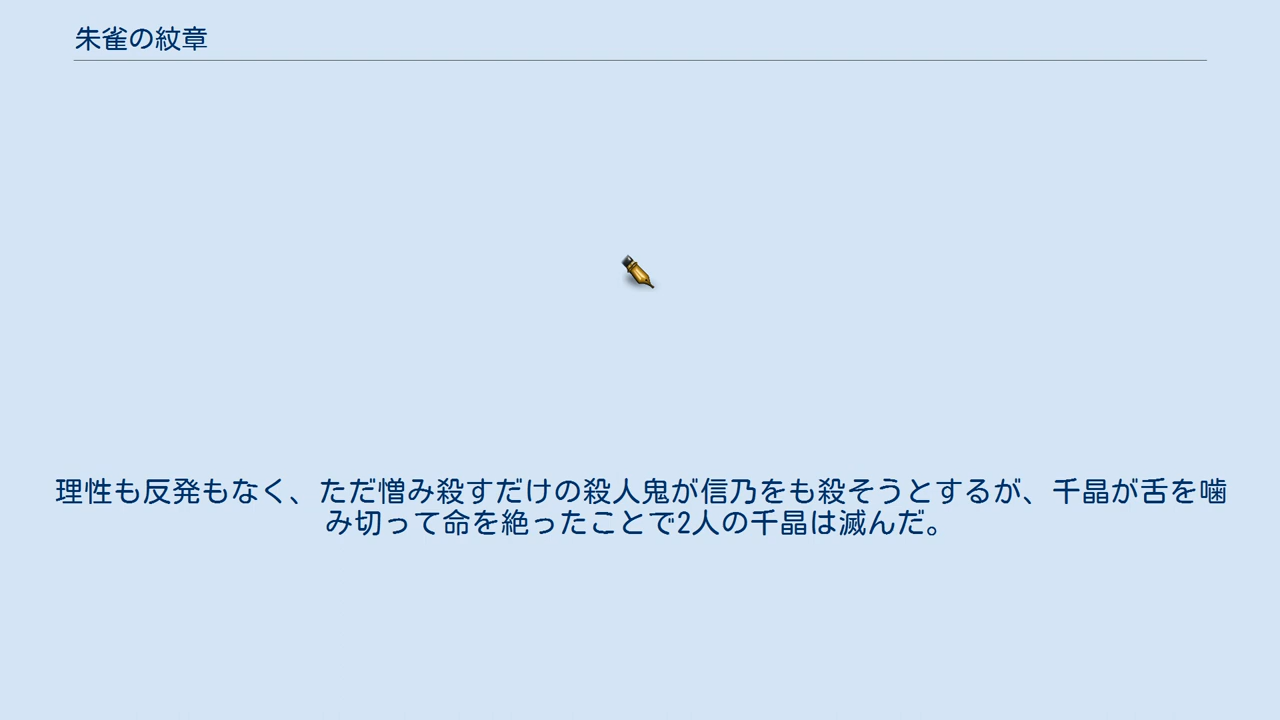 朱雀の紋章
理性も反発もなく、ただ憎み殺すだけの殺人鬼が信乃をも殺そうとするが、千晶が舌を噛
み切って命を絶ったことで2人の千晶は滅んだ。